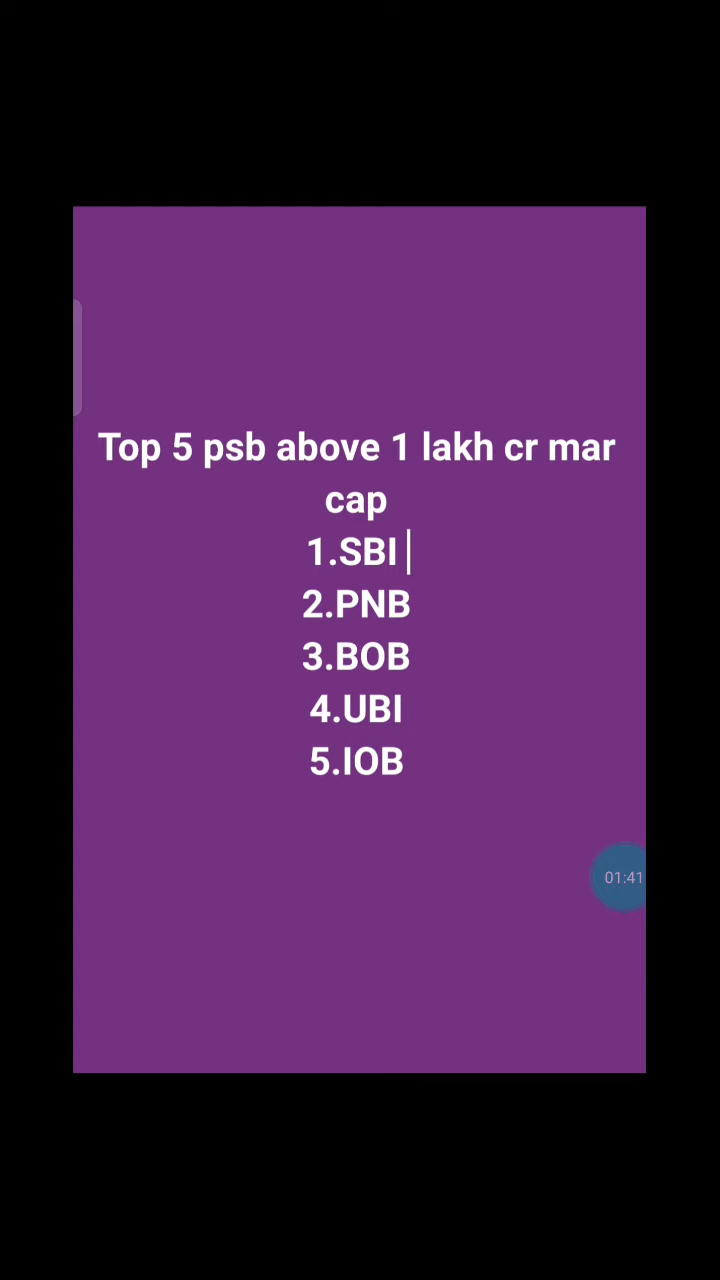 Top 5 psb above 1 lakh cr mar
cap
1.SBI
2.PNB
3.BOB
4.UBI
5.IOB
01:41